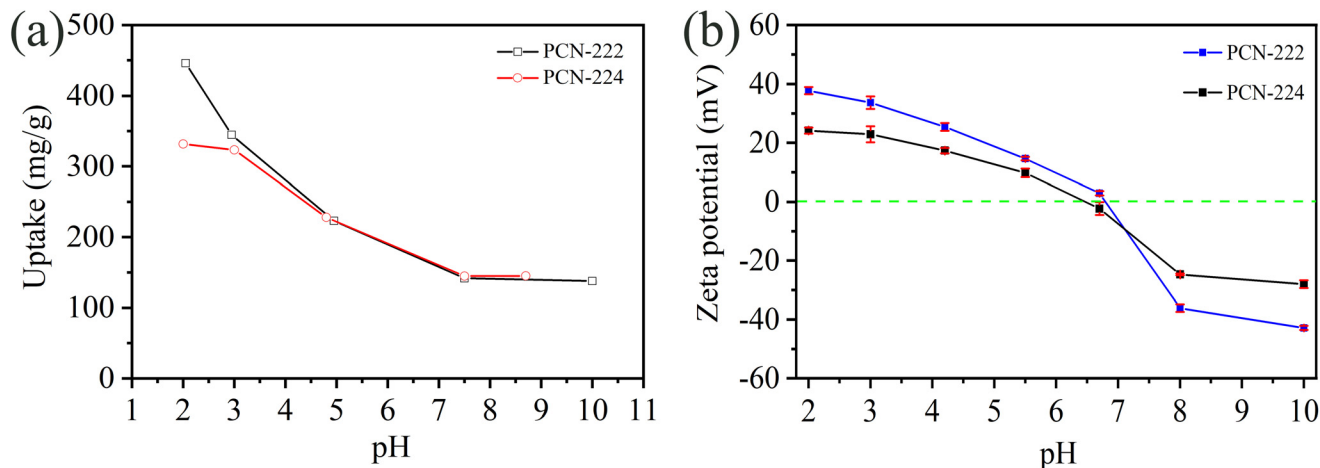 (a)
500
400
300
200
100
0
Uptake (mg/g)
PCN-222
PCN-224
1 2 3 4 5 6 7 8 9 10 11
pH
(b)
60
40
20
0
-20
-40
-60
Zeta potential (mV)
PCN-222
PCN-224
2 3 4 5 6 7 8 10
pH